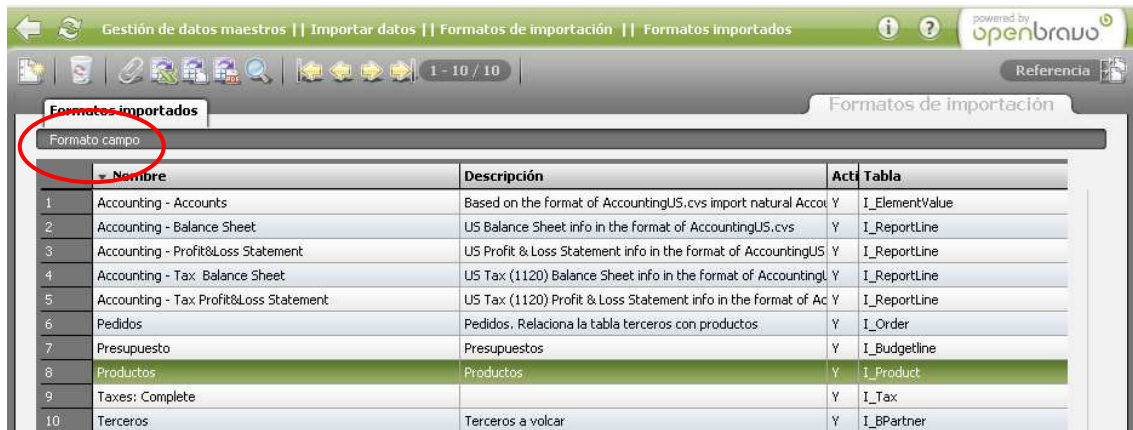 Gestión de datos maestros || Importar datos || Formatos de importación || Formatos importados
powered by
openbravo
1 - 10 / 10
Referencia
Formatos importados
Formatos de importación
Formato campo
Nombre Descripción Acti Tabla
1 Accounting - Accounts Based on the format of AccountingUS.cvs import natural Accou Y I_ElementValue
2 Accounting - Balance Sheet US Balance Sheet info in the format of AccountingUS.cvs Y I_ReportLine
3 Accounting - Profit&Loss Statement US Profit & Loss Statement info in the format of AccountingUS Y I_ReportLine
4 Accounting - Tax Balance Sheet US Tax (1120) Balance Sheet info in the format of AccountingU Y I_ReportLine
5 Accounting - Tax Profit&Loss Statement US Tax (1120) Profit & Loss Statement info in the format of Ac Y I_ReportLine
6 Pedidos Pedidos. Relaciona la tabla terceros con productos Y I_Order
7 Presupuesto Presupuestos Y I_Budgetline
8 Productos Productos Y I_Product
9 Taxes: Complete Y I_Tax
10 Terceros Terceros a volcar Y I_BPartner